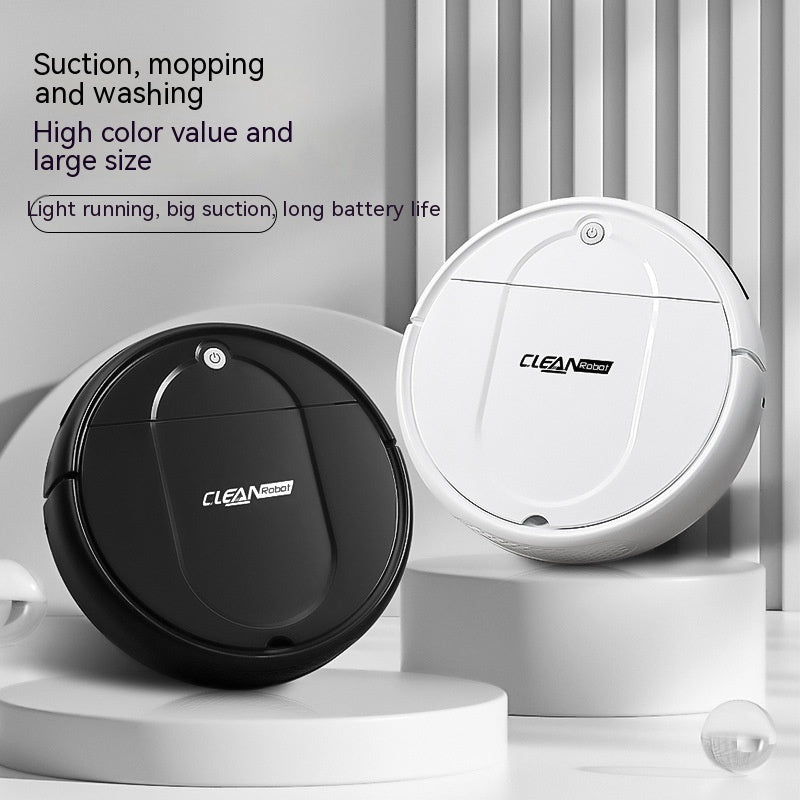 Suction, mopping
and washing
High color value and
large size
Light running, big suction, long battery life
CLEAN Robot
CLEAN Robot